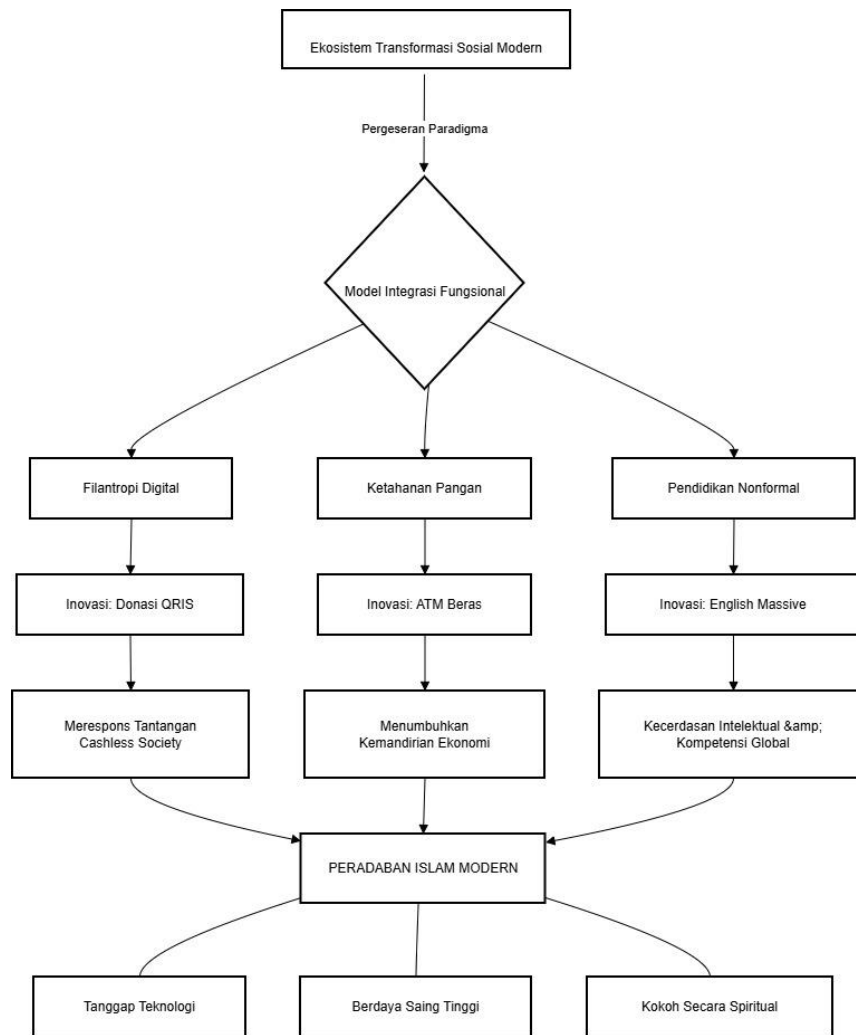 Ekosistem Transformasi Sosial Modern
Pergeseran Paradigma
Model Integrasi Fungsional
Filantropi Digital
Ketahanan Pangan
Pendidikan Nonformal
Inovasi: Donasi QRIS
Inovasi: ATM Beras
Inovasi: English Massive
Merespons Tantangan
Cashless Society
Menumbuhkan
Kemandirian Ekonomi
Kecerdasan Intelektual &amp;
Kompetensi Global
PERADABAN ISLAM MODERN
Tanggap Teknologi
Berdaya Saing Tinggi
Kokoh Secara Spiritual